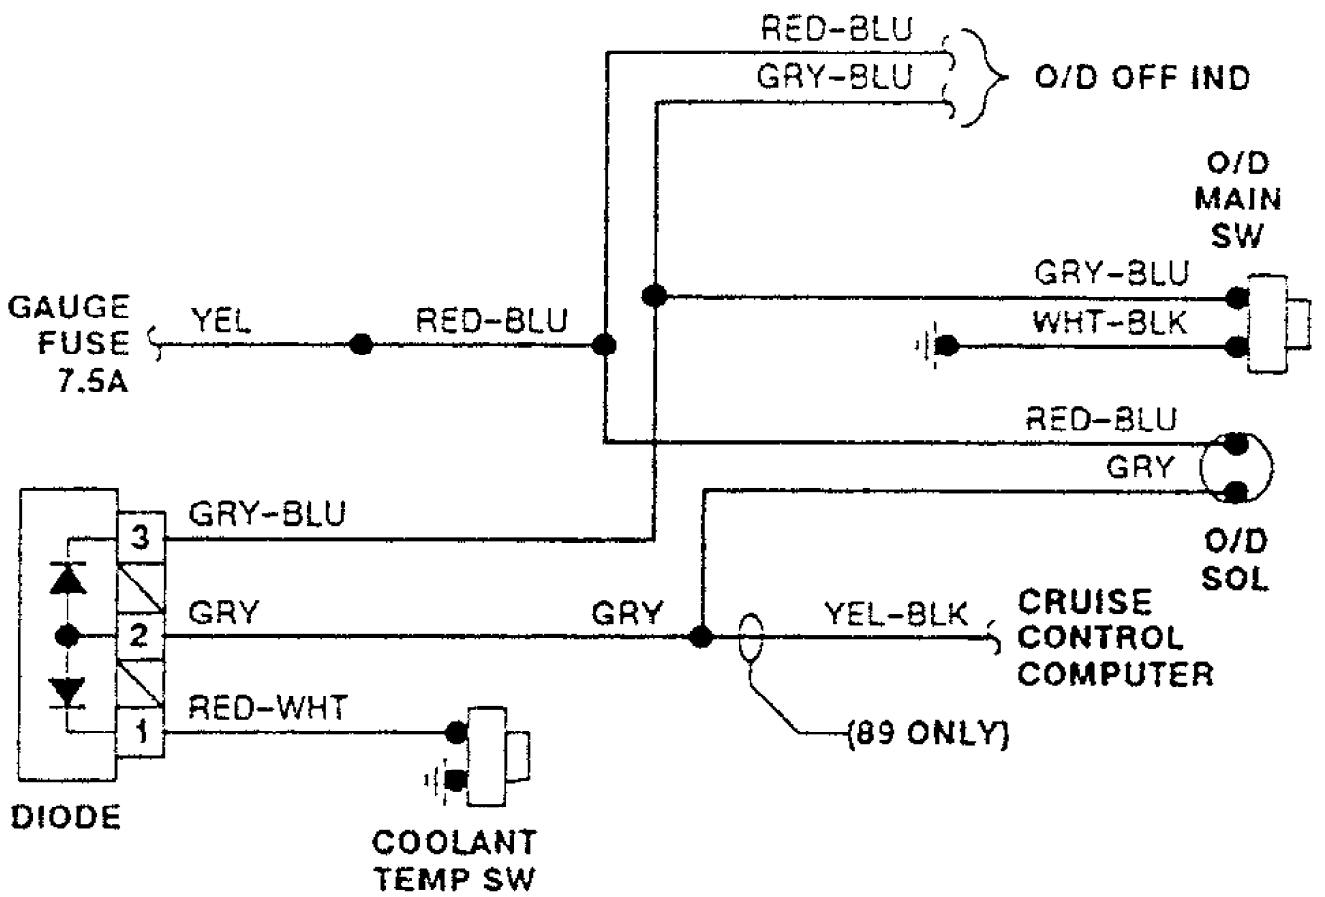 RED-BLU
GRY-BLU
O/D OFF IND
O/D
MAIN
SW
GRY-BLU
WHT-BLK
GAUGE
FUSE
7.5A
YEL
RED-BLU
RED-BLU
GRY
O/D
SOL
3
GRY-BLU
2
GRY
GRY
YEL-BLK
CRUISE
CONTROL
COMPUTER
1
RED-WHT
(89 ONLY)
DIODE
COOLANT
TEMP SW